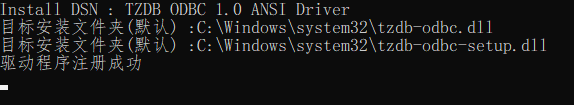 Install DSN : TZDB ODBC 1.0 ANSI Driver
目标安装文件夹(默认) :C:\Windows\system32\tzdb-odbc.dll
目标安装文件夹(默认) :C:\Windows\system32\tzdb-odbc-setup.dll
驱动程序注册成功